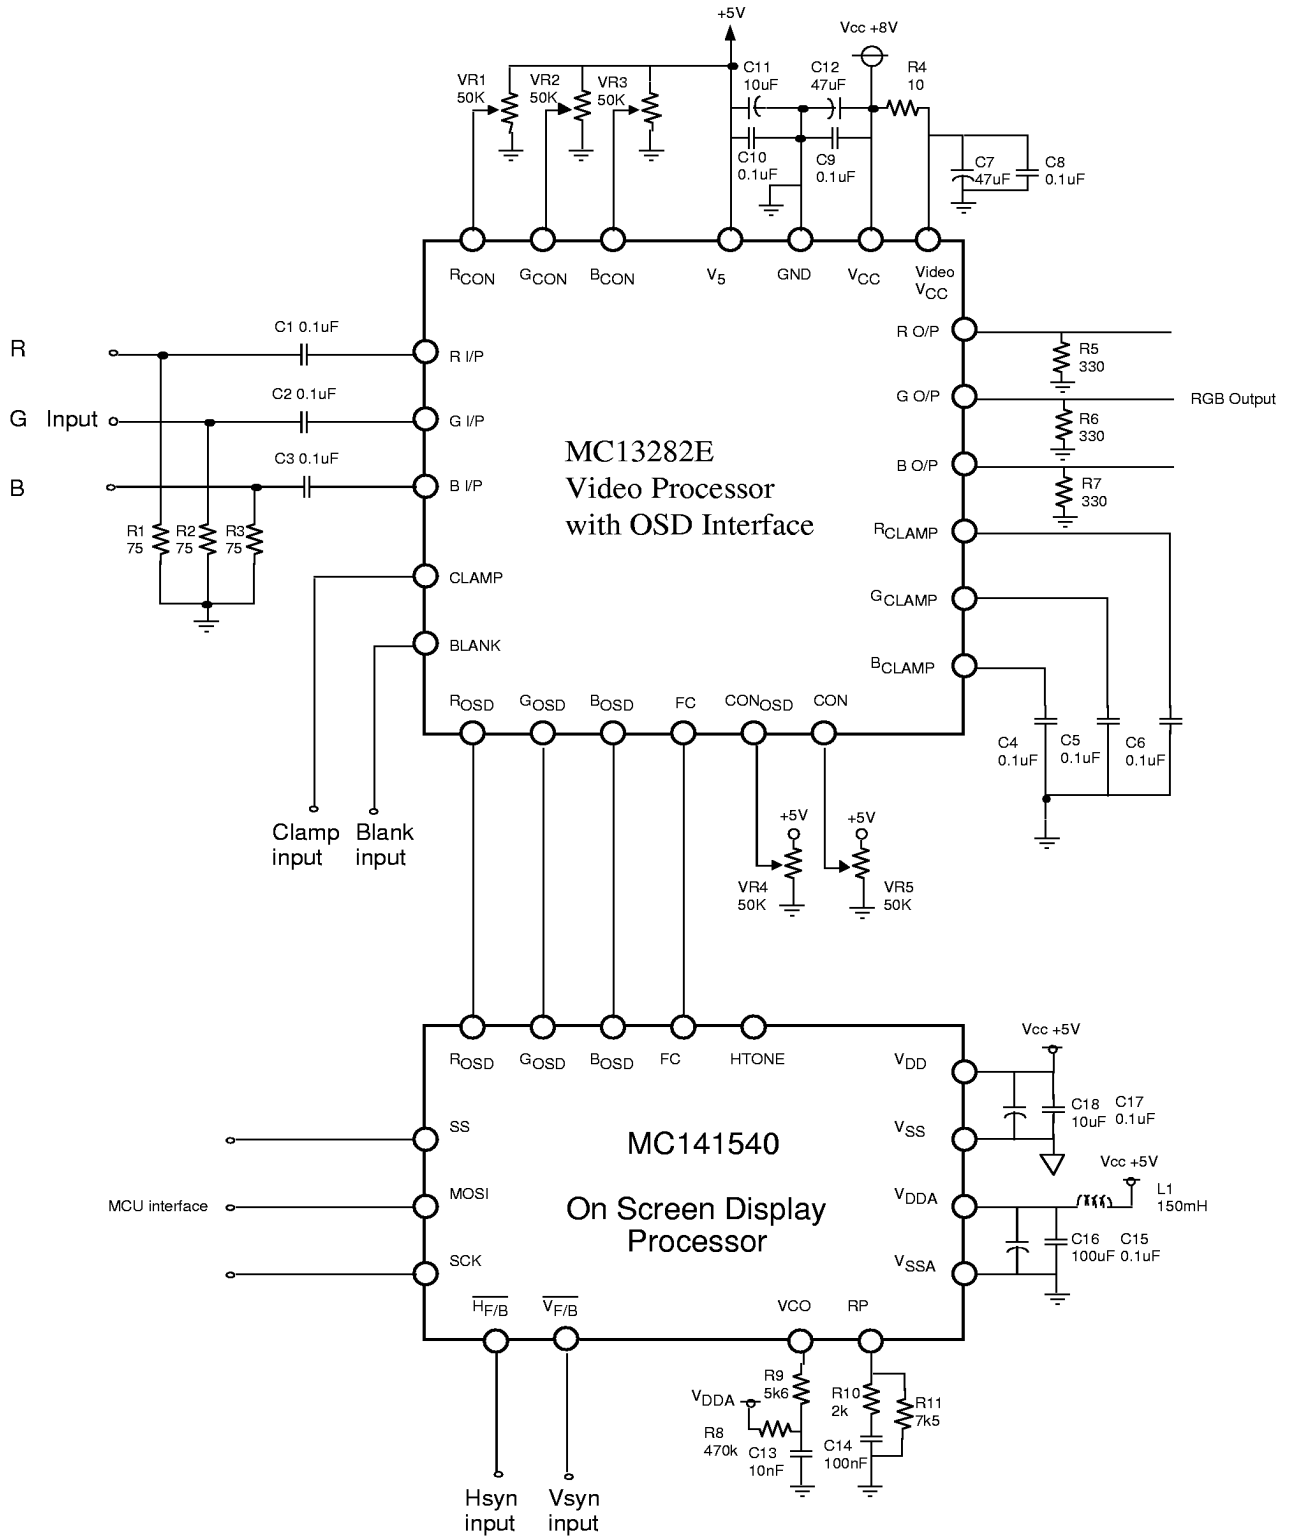 +5V
Vcc +8V
VR1
50K
VR2
50K
VR3
50K
C11
10uF
C12
47uF
R4
10
C10
0.1uF
C9
0.1uF
C7
47uF
C8
0.1uF
RCON
GCON
BCON
V5
GND
VCC
Video
VCC
R
G Input
B
C1 0.1uF
C2 0.1uF
C3 0.1uF
R1
75
R2
75
R3
75
R I/P
G I/P
B I/P
CLAMP
BLANK
MC13282E
Video Processor
with OSD Interface
R O/P
G O/P
B O/P
RCLAMP
GCLAMP
BCLAMP
R5
330
R6
330
R7
330
RGB Output
ROSD
GOSD
BOSD
FC
CONOSD
CON
C4
0.1uF
C5
0.1uF
C6
0.1uF
Clamp
input
Blank
input
+5V
+5V
VR4
50K
VR5
50K
ROSD
GOSD
BOSD
FC
HTONE
VDD
VSS
VDDA
VSSA
Vcc +5V
C18
10uF
C17
0.1uF
Vcc +5V
L1
150mH
C16
100uF
C15
0.1uF
SS
MOSI
SCK
MCU interface
MC141540
On Screen Display
Processor
HF/B
VF/B
VCO
RP
R9
5k6
VDDA
R8
470k
C13
10nF
R10
2k
R11
7k5
C14
100nF
Hsyn
input
Vsyn
input